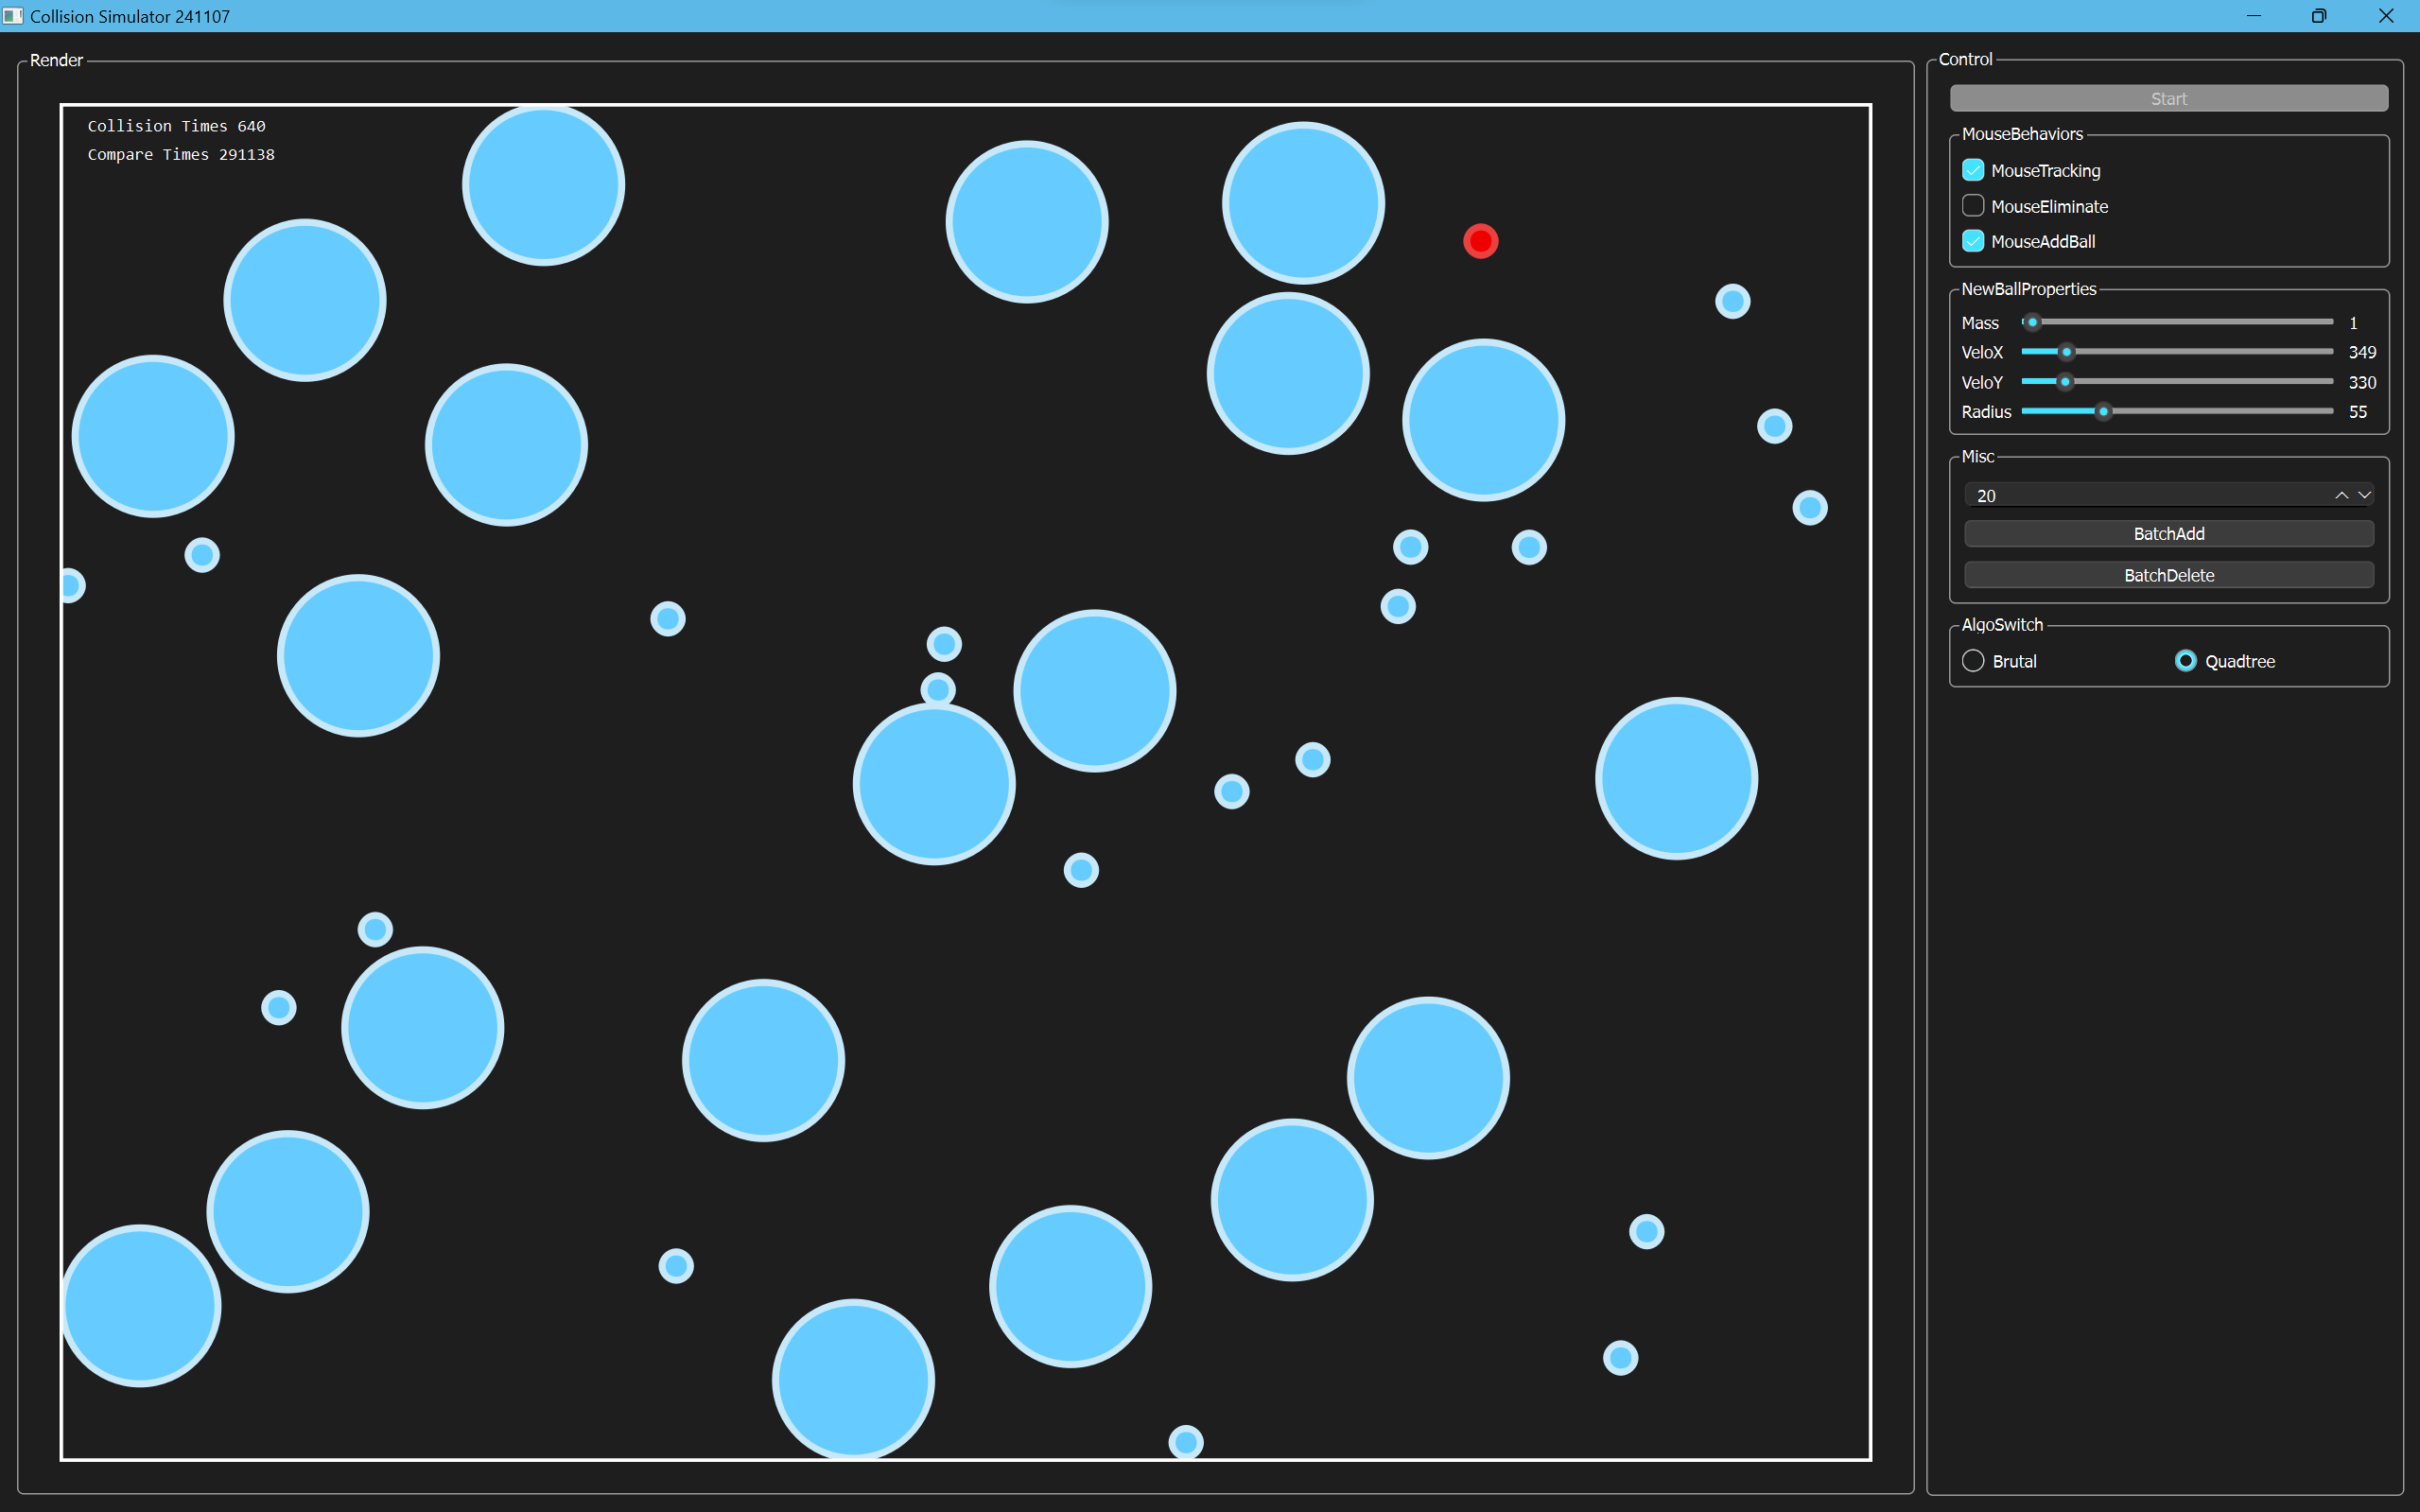 Collision Simulator 241107
Render
Collision Times 640
Compare Times 291138
Control
Start
MouseBehaviors
MouseTracking
MouseEliminate
MouseAddBall
NewBallProperties
Mass 1
VeloX 349
VeloY 330
Radius 55
Misc
20
BatchAdd
BatchDelete
AlgoSwitch
Brutal Quadtree